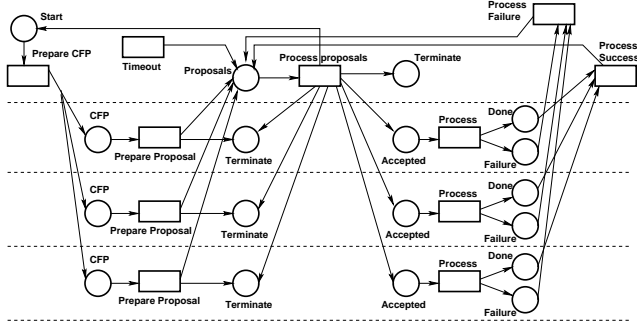 Start
Process
Failure
Prepare CFP
Timeout
Proposals
Process proposals
Terminate
Process
Success
CFP
Prepare Proposal
Terminate
Accepted
Process
Done
Failure
CFP
Prepare Proposal
Terminate
Accepted
Process
Done
Failure
CFP
Prepare Proposal
Terminate
Accepted
Process
Done
Failure